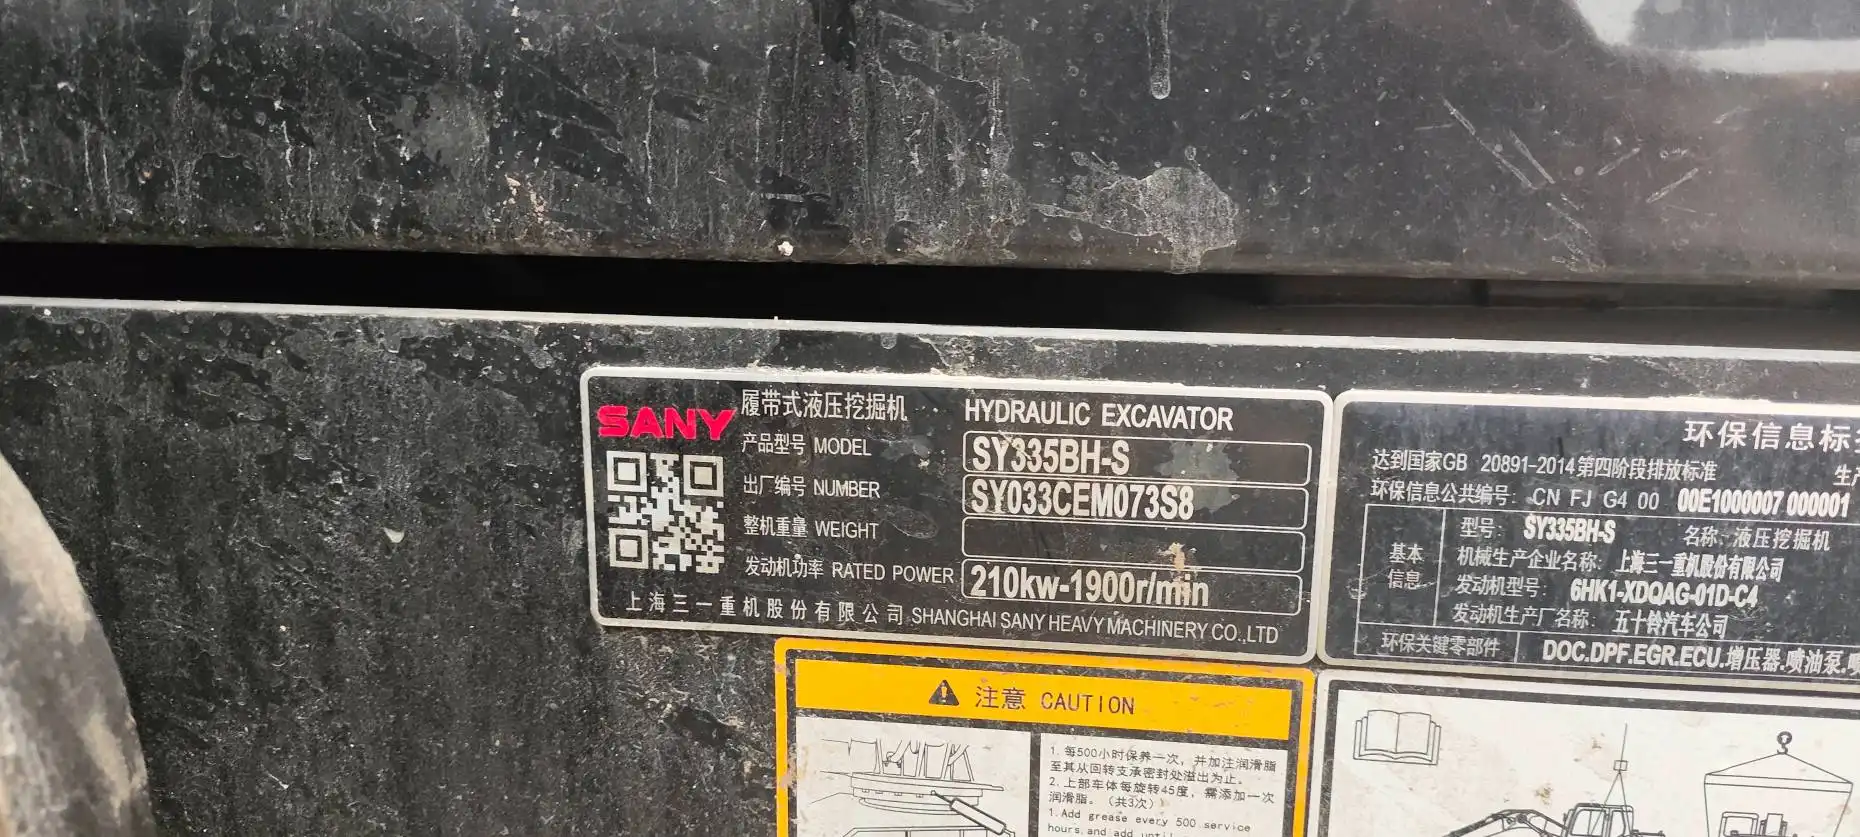 SANY
履带式液压挖掘机 HYDRAULIC EXCAVATOR
产品型号 MODEL SY335BH-S
出厂编号 NUMBER SY033CEM073S8
整机重量 WEIGHT
发动机功率 RATED POWER 210kw-1900r/min
上海三一重机股份有限公司 SHANGHAI SANY HEAVY MACHINERY CO.,LTD
环保信息标
达到国家GB 20891-2014第四阶段排放标准
环保信息公共编号: CN FJ G4 00 00E1000007 000001
基本信息
型号: SY335BH-S 名称: 液压挖掘机
机械生产企业名称: 上海三一重机股份有限公司
发动机型号: 6HK1-XDQAG-01D-C4
发动机生产厂名称: 五十铃汽车公司
环保关键零部件 DOC.DPF.EGR.ECU.增压器.喷油泵.
注意 CAUTION
1. 每500小时保养一次，并加注润滑脂
至其从回转支承密封处溢出为止。
2. 上部车体每旋转45度，需添加一次
润滑脂。（共3次）
1. Add grease every 500 service
hours and add until